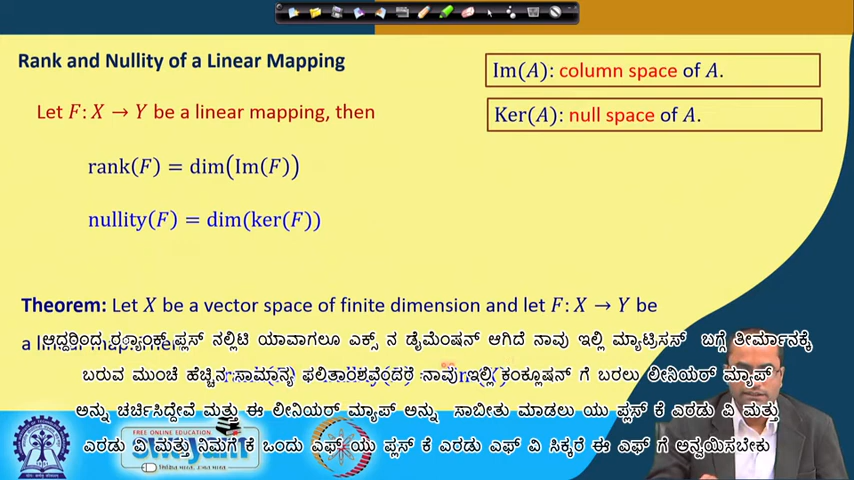 Rank and Nullity of a Linear Mapping
Im(A): column space of A.
Let F: X → Y be a linear mapping, then
Ker(A): null space of A.
rank(F) = dim(Im(F))
nullity(F) = dim(ker(F))
Theorem: Let X be a vector space of finite dimension and let F: X → Y be
ಆದ್ದರಿಂದ ರ‍್ಯಾಂಕ್ ಪ್ಲಸ್ ನಲ್ಲಿಟಿ ಯಾವಾಗಲೂ ಎಕ್ಸ್ ನ ಡೈಮೆಂಷನ್ ಆಗಿದೆ ನಾವು ಇಲ್ಲಿ ಮ್ಯಾಟ್ರಿಸಸ್ ಬಗ್ಗೆ ತೀರ್ಮಾನಕ್ಕೆ
ಬರುವ ಮುಂಚೆ ಹೆಚ್ಚಿನ ಸಾಮಾನ್ಯ ಫಲಿತಾಂಶವೆಂದರೆ ನಾವು ಇಲ್ಲಿ ಕಂಕ್ಲೂಷನ್ ಗೆ ಬರಲು ಲೀನಿಯರ್ ಮ್ಯಾಪ್
ಅನ್ನು ಚರ್ಚಿಸಿದ್ದೇವೆ ಮತ್ತು ಈ ಲೀನಿಯರ್ ಮ್ಯಾಪ್ ಅನ್ನು ಸಾಬೀತು ಮಾಡಲು ಯು ಪ್ಲಸ್ ಕೆ ಎರಡು ವಿ ಮತ್ತು
ಎರಡು ವಿ ಮತ್ತು ನಿಮಗೆ ಕೆ ಒಂದು ಎಫ್ ಯು ಪ್ಲಸ್ ಕೆ ಎರಡು ಎಫ್ ವಿ ಸಿಕ್ಕರೆ ಈ ಎಫ್ ಗೆ ಅನ್ವಯಿಸಬೇಕು
FREE ONLINE EDUCATION
swayam